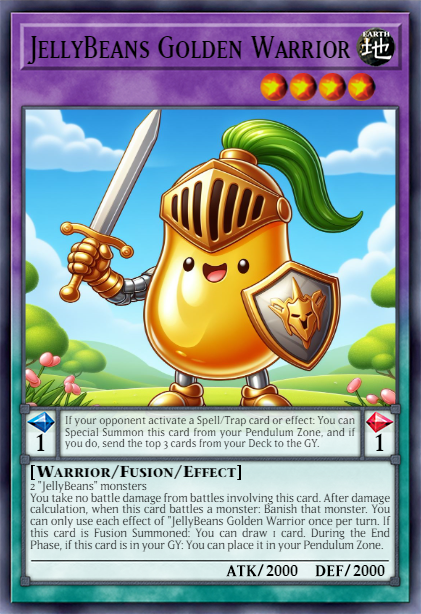 JellyBeans Golden Warrior
EARTH
地
If your opponent activate a Spell/Trap card or effect: You can
Special Summon this card from your Pendulum Zone, and if
you do, send the top 3 cards from your Deck to the GY.
1
1
[Warrior/Fusion/Effect]
2 "JellyBeans" monsters
You take no battle damage from battles involving this card. After damage
calculation, when this card battles a monster: Banish that monster. You
can only use each effect of "JellyBeans Golden Warrior once per turn. If
this card is Fusion Summoned: You can draw 1 card. During the End
Phase, if this card is in your GY: You can place it in your Pendulum Zone.
ATK/2000 DEF/2000